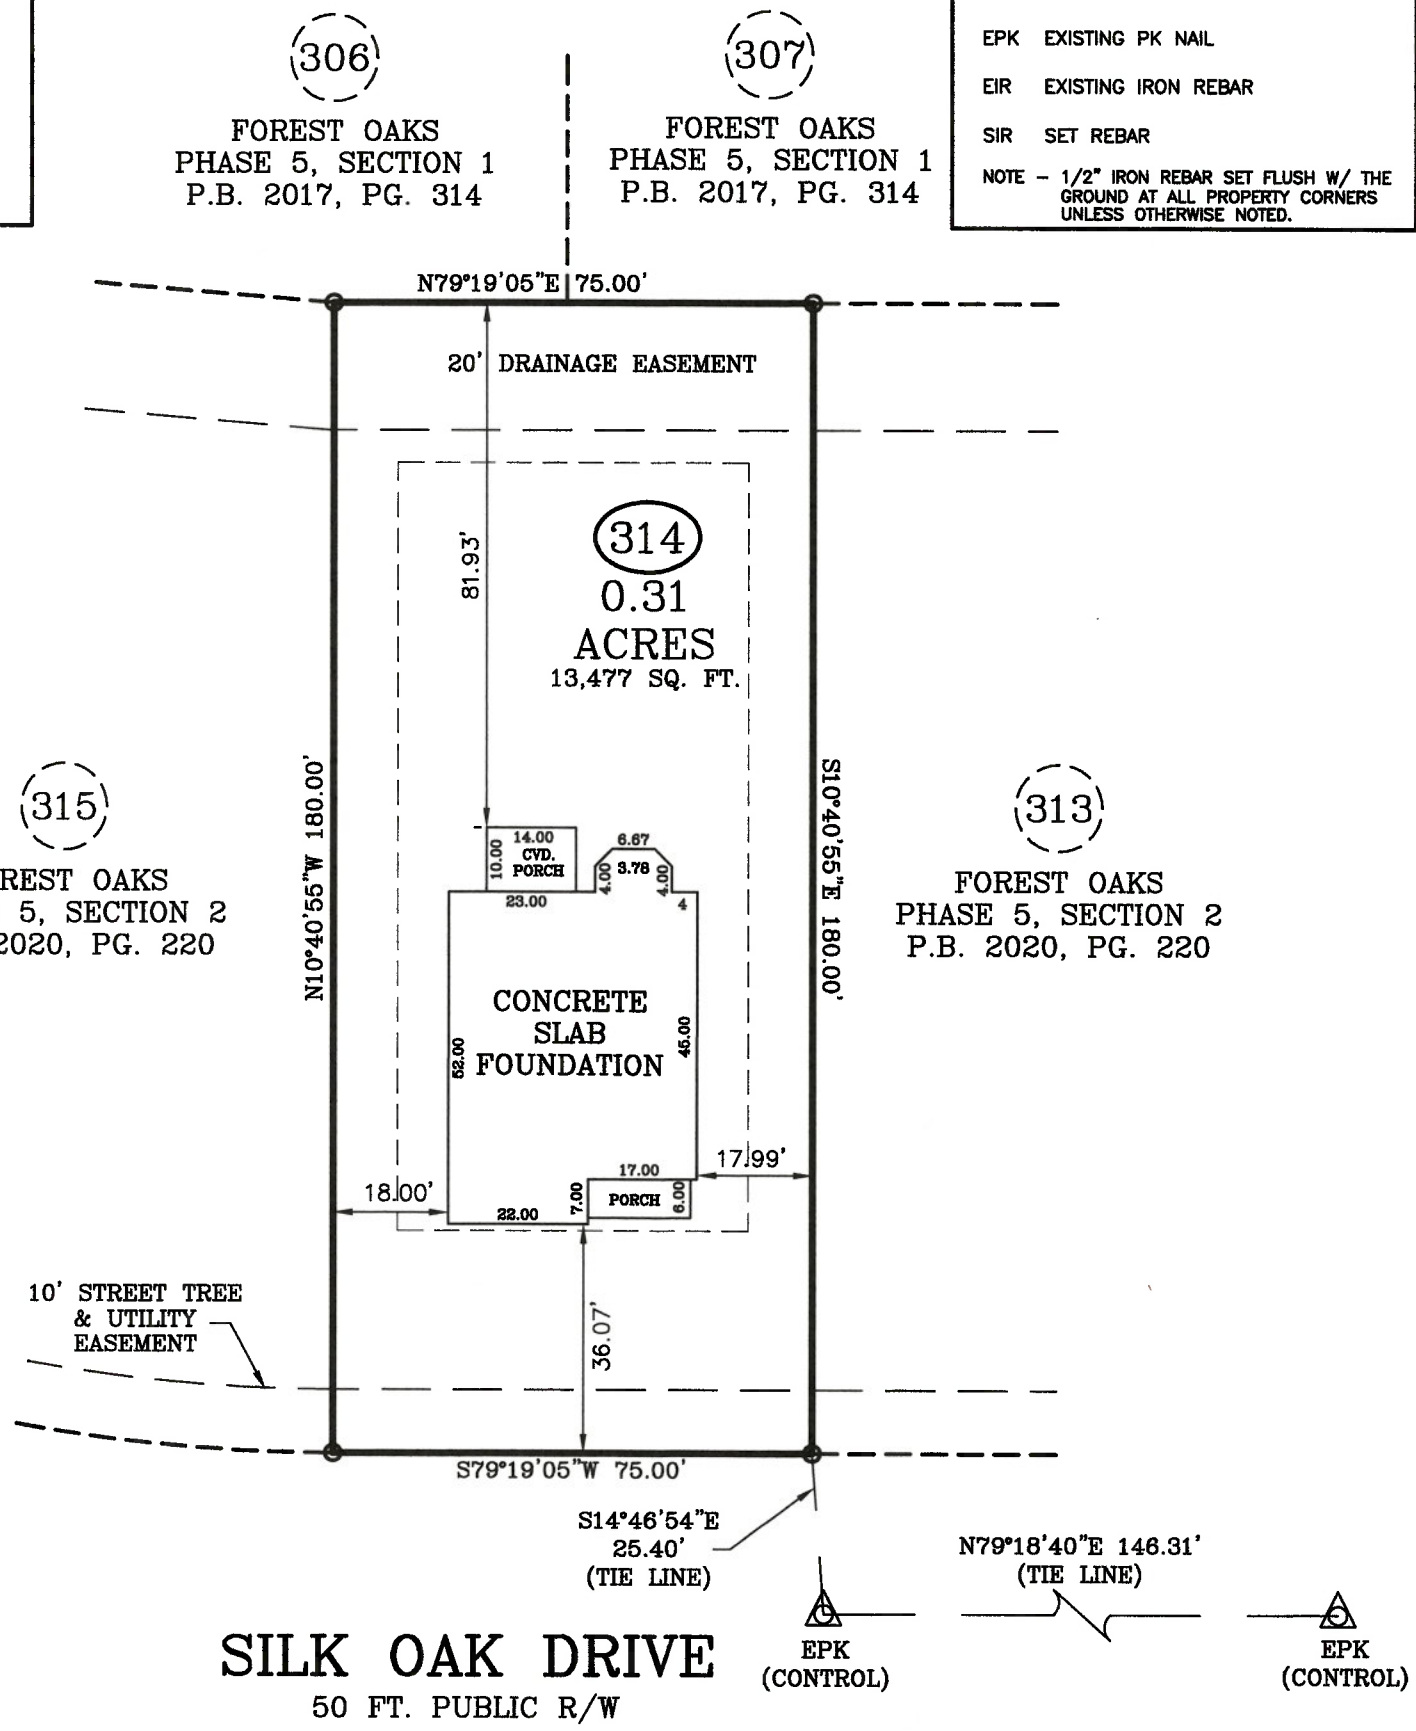 306
FOREST OAKS
PHASE 5, SECTION 1
P.B. 2017, PG. 314
307
FOREST OAKS
PHASE 5, SECTION 1
P.B. 2017, PG. 314
EPK EXISTING PK NAIL
EIR EXISTING IRON REBAR
SIR SET REBAR
NOTE - 1/2" IRON REBAR SET FLUSH W/ THE
GROUND AT ALL PROPERTY CORNERS
UNLESS OTHERWISE NOTED.
N79°19'05"E 75.00'
20' DRAINAGE EASEMENT
81.93'
314
0.31
ACRES
13,477 SQ. FT.
N10°40'55"W 180.00'
S10°40'55"E 180.00'
315
REST OAKS
5, SECTION 2
2020, PG. 220
313
FOREST OAKS
PHASE 5, SECTION 2
P.B. 2020, PG. 220
14.00
10.00
CVD.
PORCH
6.67
4.00
3.78
4.00
23.00
4
CONCRETE
SLAB
FOUNDATION
52.00
45.00
17.99'
17.00
18.00'
7.00
PORCH
6.00
22.00
36.07'
10' STREET TREE
& UTILITY
EASEMENT
S79°19'05"W 75.00'
S14°46'54"E
25.40'
(TIE LINE)
N79°18'40"E 146.31'
(TIE LINE)
EPK
(CONTROL)
EPK
(CONTROL)
SILK OAK DRIVE
50 FT. PUBLIC R/W